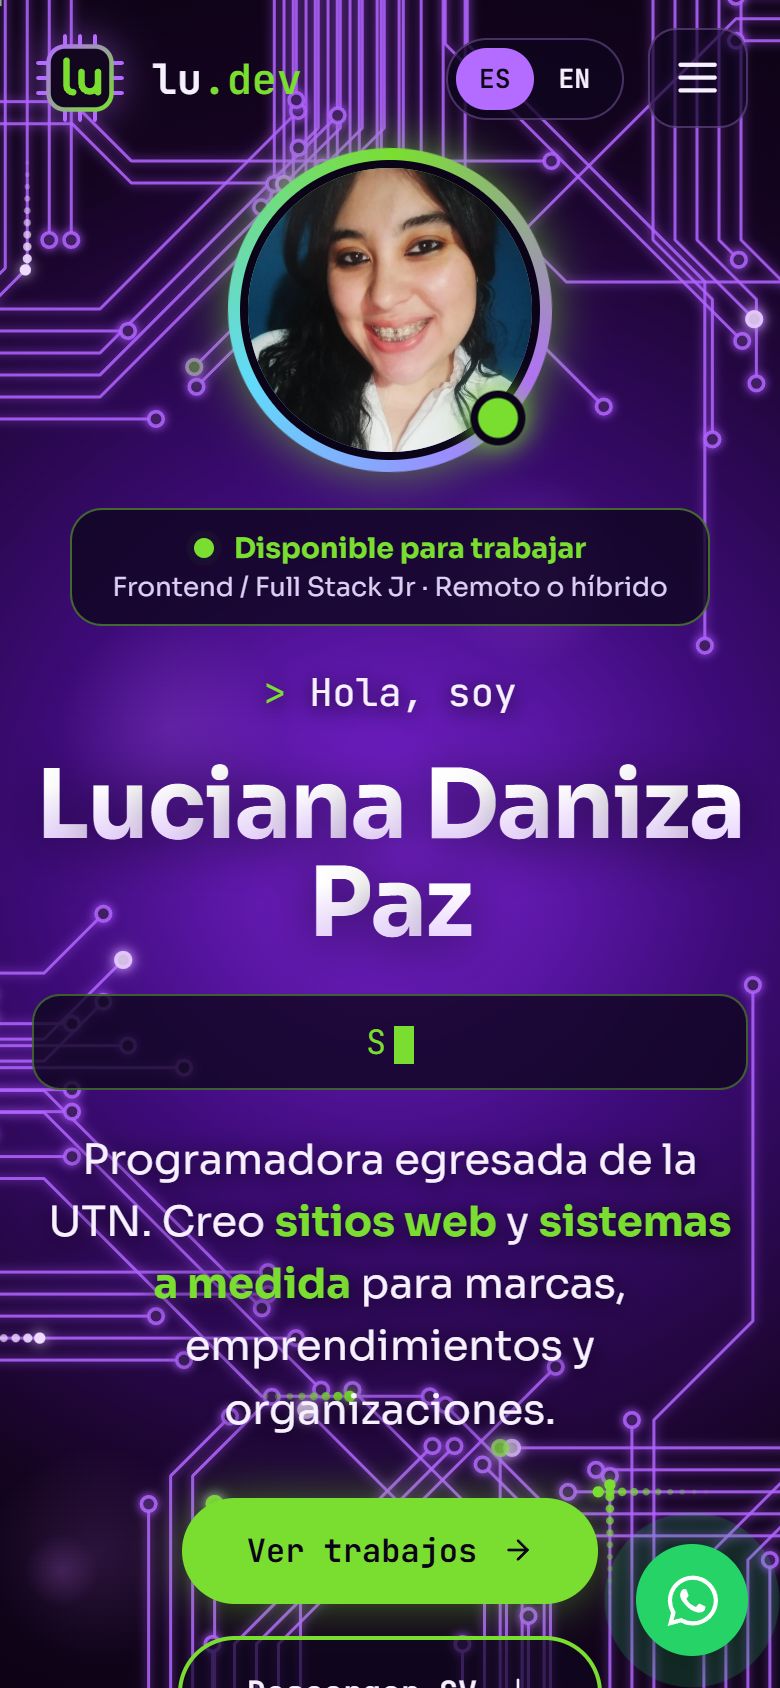 lu lu.dev ES EN
Disponible para trabajar
Frontend / Full Stack Jr · Remoto o híbrido
> Hola, soy
Luciana Daniza
Paz
S
Programadora egresada de la
UTN. Creo sitios web y sistemas
a medida para marcas,
emprendimientos y
organizaciones.
Ver trabajos →